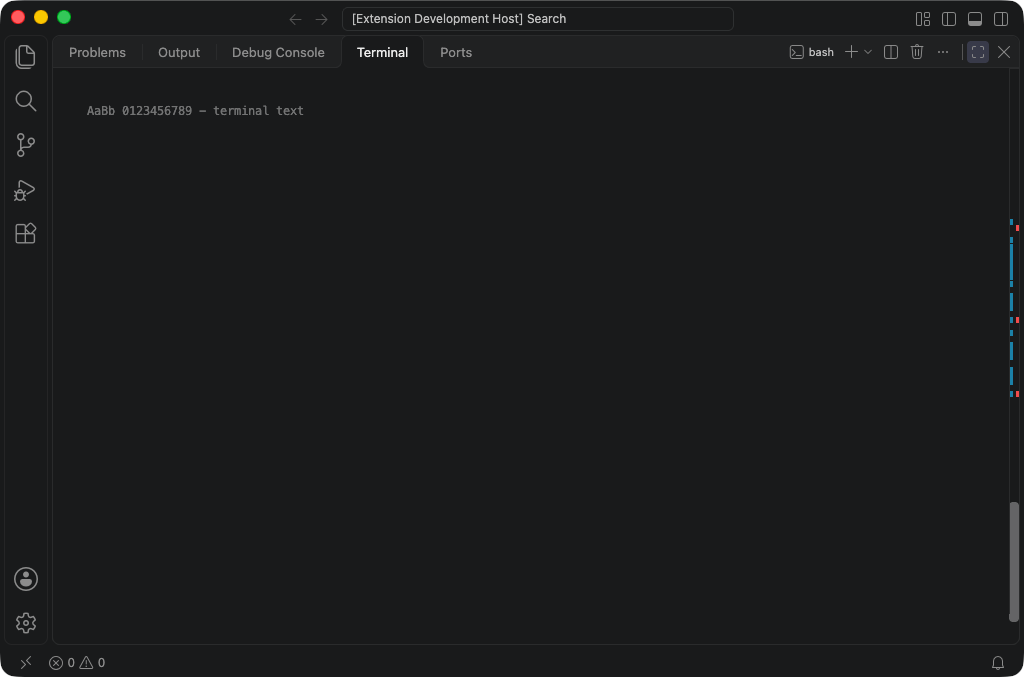 [Extension Development Host] Search
Problems Output Debug Console Terminal Ports bash
AaBb 0123456789 – terminal text
0 0